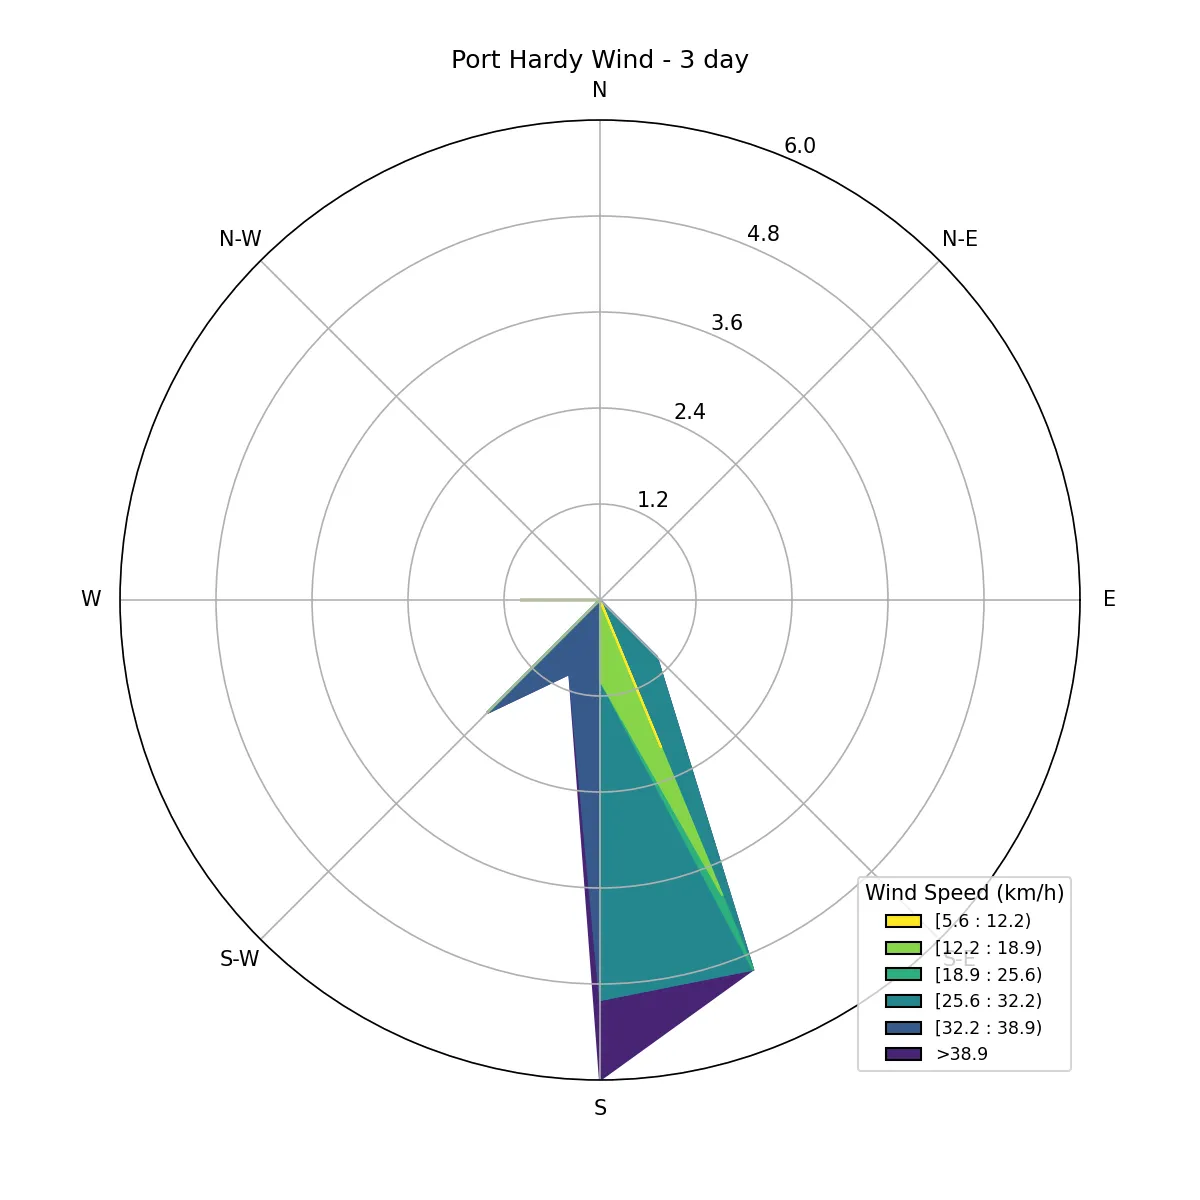 Port Hardy Wind - 3 day
N
6.0
4.8
N-W
N-E
3.6
2.4
1.2
W
E
Wind Speed (km/h)
[5.6 : 12.2)
[12.2 : 18.9)
S-W
S-E
[18.9 : 25.6)
[25.6 : 32.2)
[32.2 : 38.9)
>38.9
S